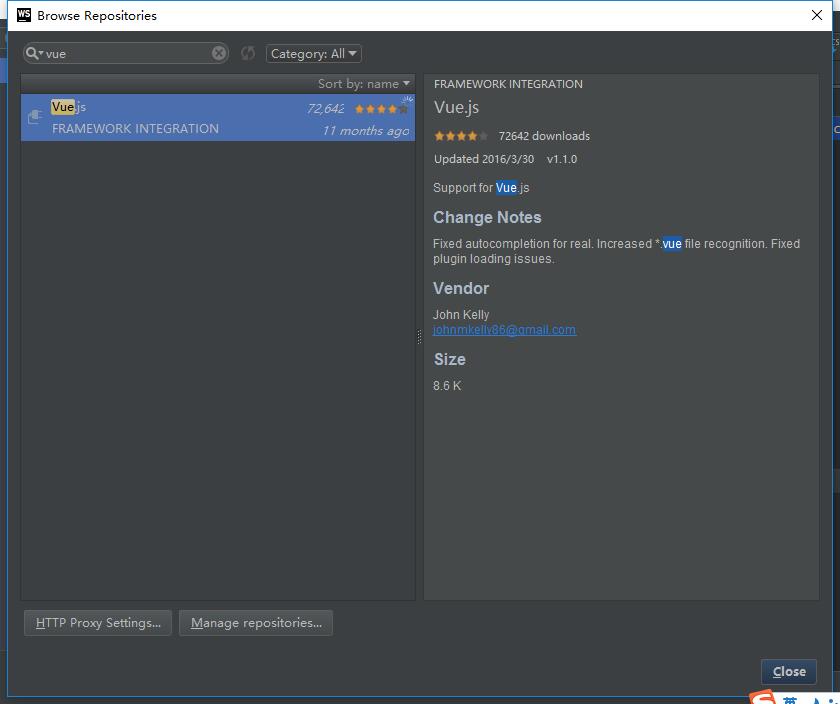 WS Browse Repositories
vue
Category: All
Sort by: name
Vue.js
72,642
FRAMEWORK INTEGRATION
11 months ago
FRAMEWORK INTEGRATION
Vue.js
72642 downloads
Updated 2016/3/30 v1.1.0
Support for Vue.js
Change Notes
Fixed autocompletion for real. Increased *.vue file recognition. Fixed
plugin loading issues.
Vendor
John Kelly
johnmkelly86@gmail.com
Size
8.6 K
HTTP Proxy Settings...
Manage repositories...
Close
英